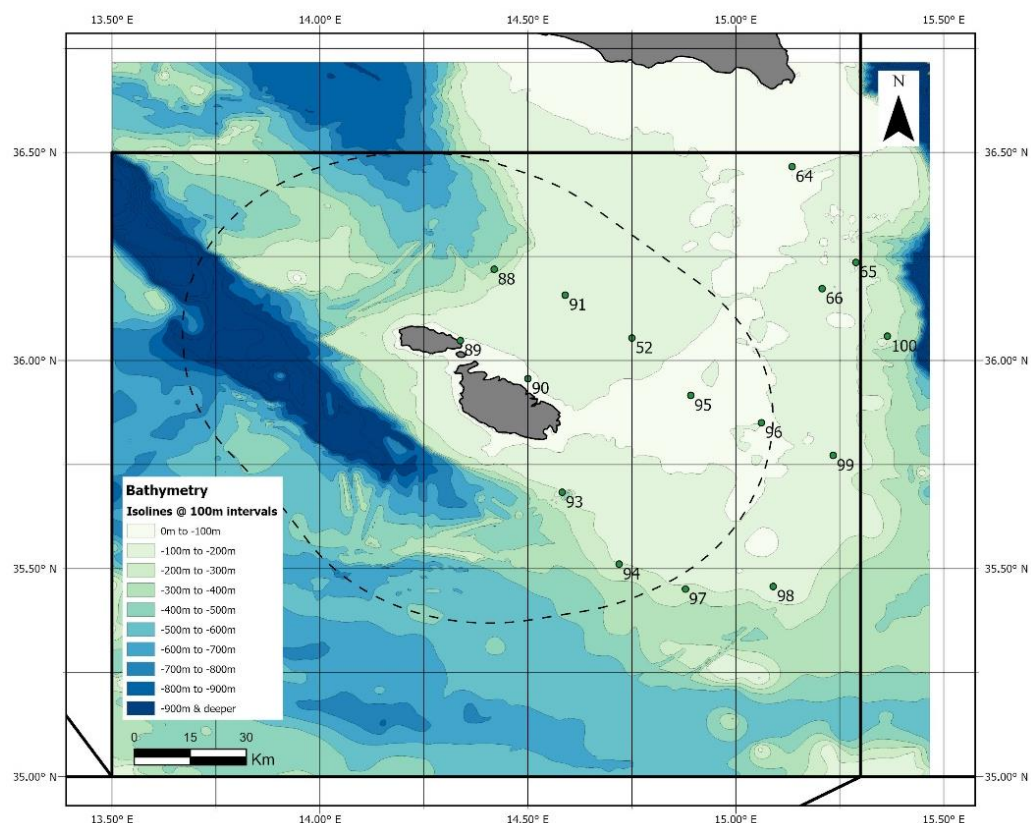 13.50° E 14.00° E 14.50° E 15.00° E 15.50° E
N
36.50° N 36.50° N
64
65
88
66
91
52 100
36.00° N 89 36.00° N
90
95
96
99
93
Bathymetry
Isolines @ 100m intervals
0m to -100m
-100m to -200m
-200m to -300m
-300m to -400m
-400m to -500m
-500m to -600m
-600m to -700m
-700m to -800m
-800m to -900m
-900m & deeper
0 15 30
Km
35.50° N 94 35.50° N
97 98
35.00° N 35.00° N
13.50° E 14.00° E 14.50° E 15.00° E 15.50° E